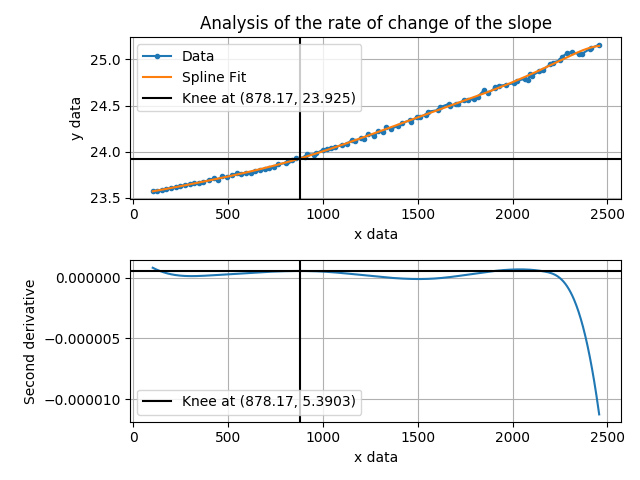 Analysis of the rate of change of the slope
Data
Spline Fit
Knee at (878.17, 23.925)
y data
25.0
24.5
24.0
23.5
0 500 1000 1500 2000 2500
x data
Second derivative
0.000000
−0.000005
−0.000010
Knee at (878.17, 5.3903)
0 500 1000 1500 2000 2500
x data